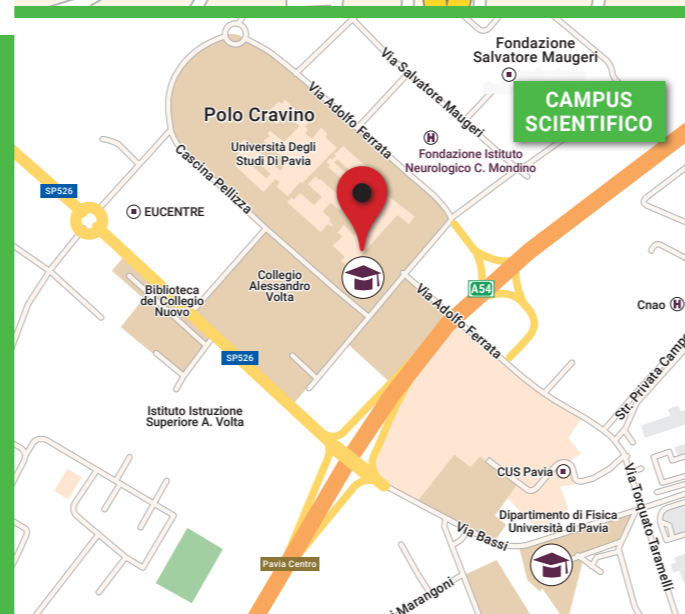 Fondazione
Salvatore Maugeri
Via Salvatore Maugeri
CAMPUS
SCIENTIFICO
Via Adolfo Ferrata
Polo Cravino
Università Degli
Studi Di Pavia
H
Fondazione Istituto
Neurologico C. Mondino
Cascina Pellizza
SP526
EUCENTRE
Collegio
Alessandro
Volta
Biblioteca
del Collegio
Nuovo
A54
Via Adolfo Ferrata
Cnao H
SP526
Str. Privata Campe
Istituto Istruzione
Superiore A. Volta
CUS Pavia
Via Torquato Taramelli
Dipartimento di Fisica
Università di Pavia
Via Bassi
Pavia Centro
i Marangoni